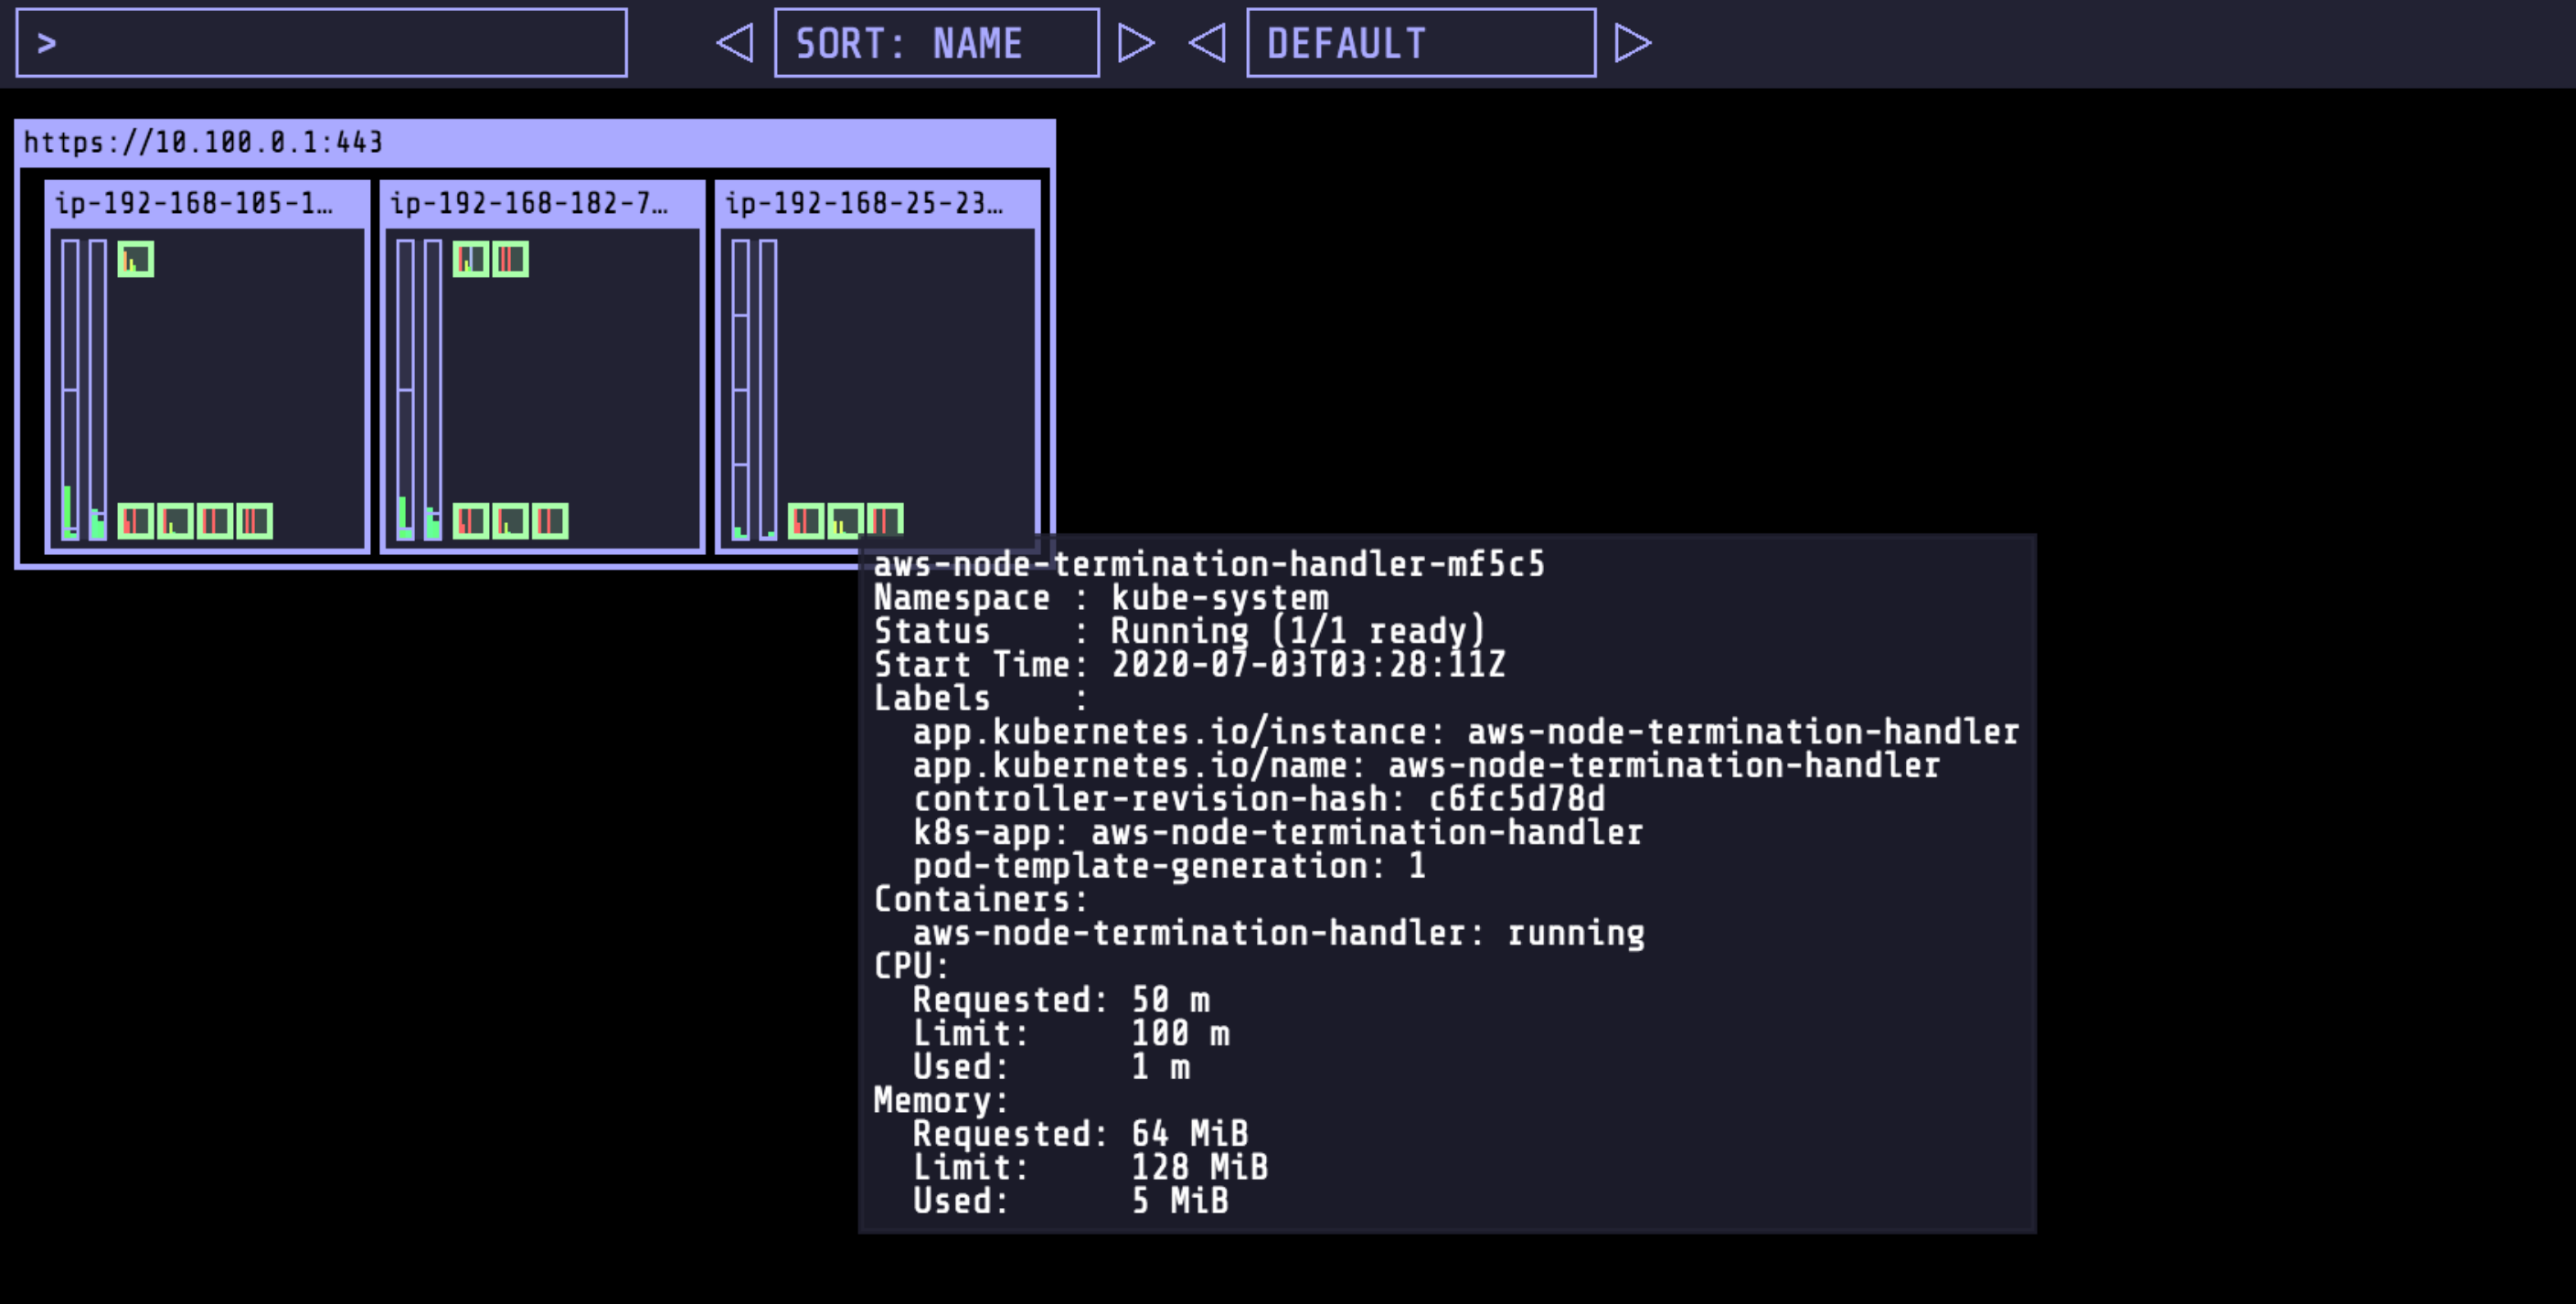 > SORT: NAME DEFAULT
https://10.100.0.1:443
ip-192-168-105-1… ip-192-168-182-7… ip-192-168-25-23…
aws-node-termination-handler-mf5c5
Namespace : kube-system
Status    : Running (1/1 ready)
Start Time: 2020-07-03T03:28:11Z
Labels    :
  app.kubernetes.io/instance: aws-node-termination-handler
  app.kubernetes.io/name: aws-node-termination-handler
  controller-revision-hash: c6fc5d78d
  k8s-app: aws-node-termination-handler
  pod-template-generation: 1
Containers:
  aws-node-termination-handler: running
CPU:
  Requested: 50 m
  Limit:     100 m
  Used:      1 m
Memory:
  Requested: 64 MiB
  Limit:     128 MiB
  Used:      5 MiB